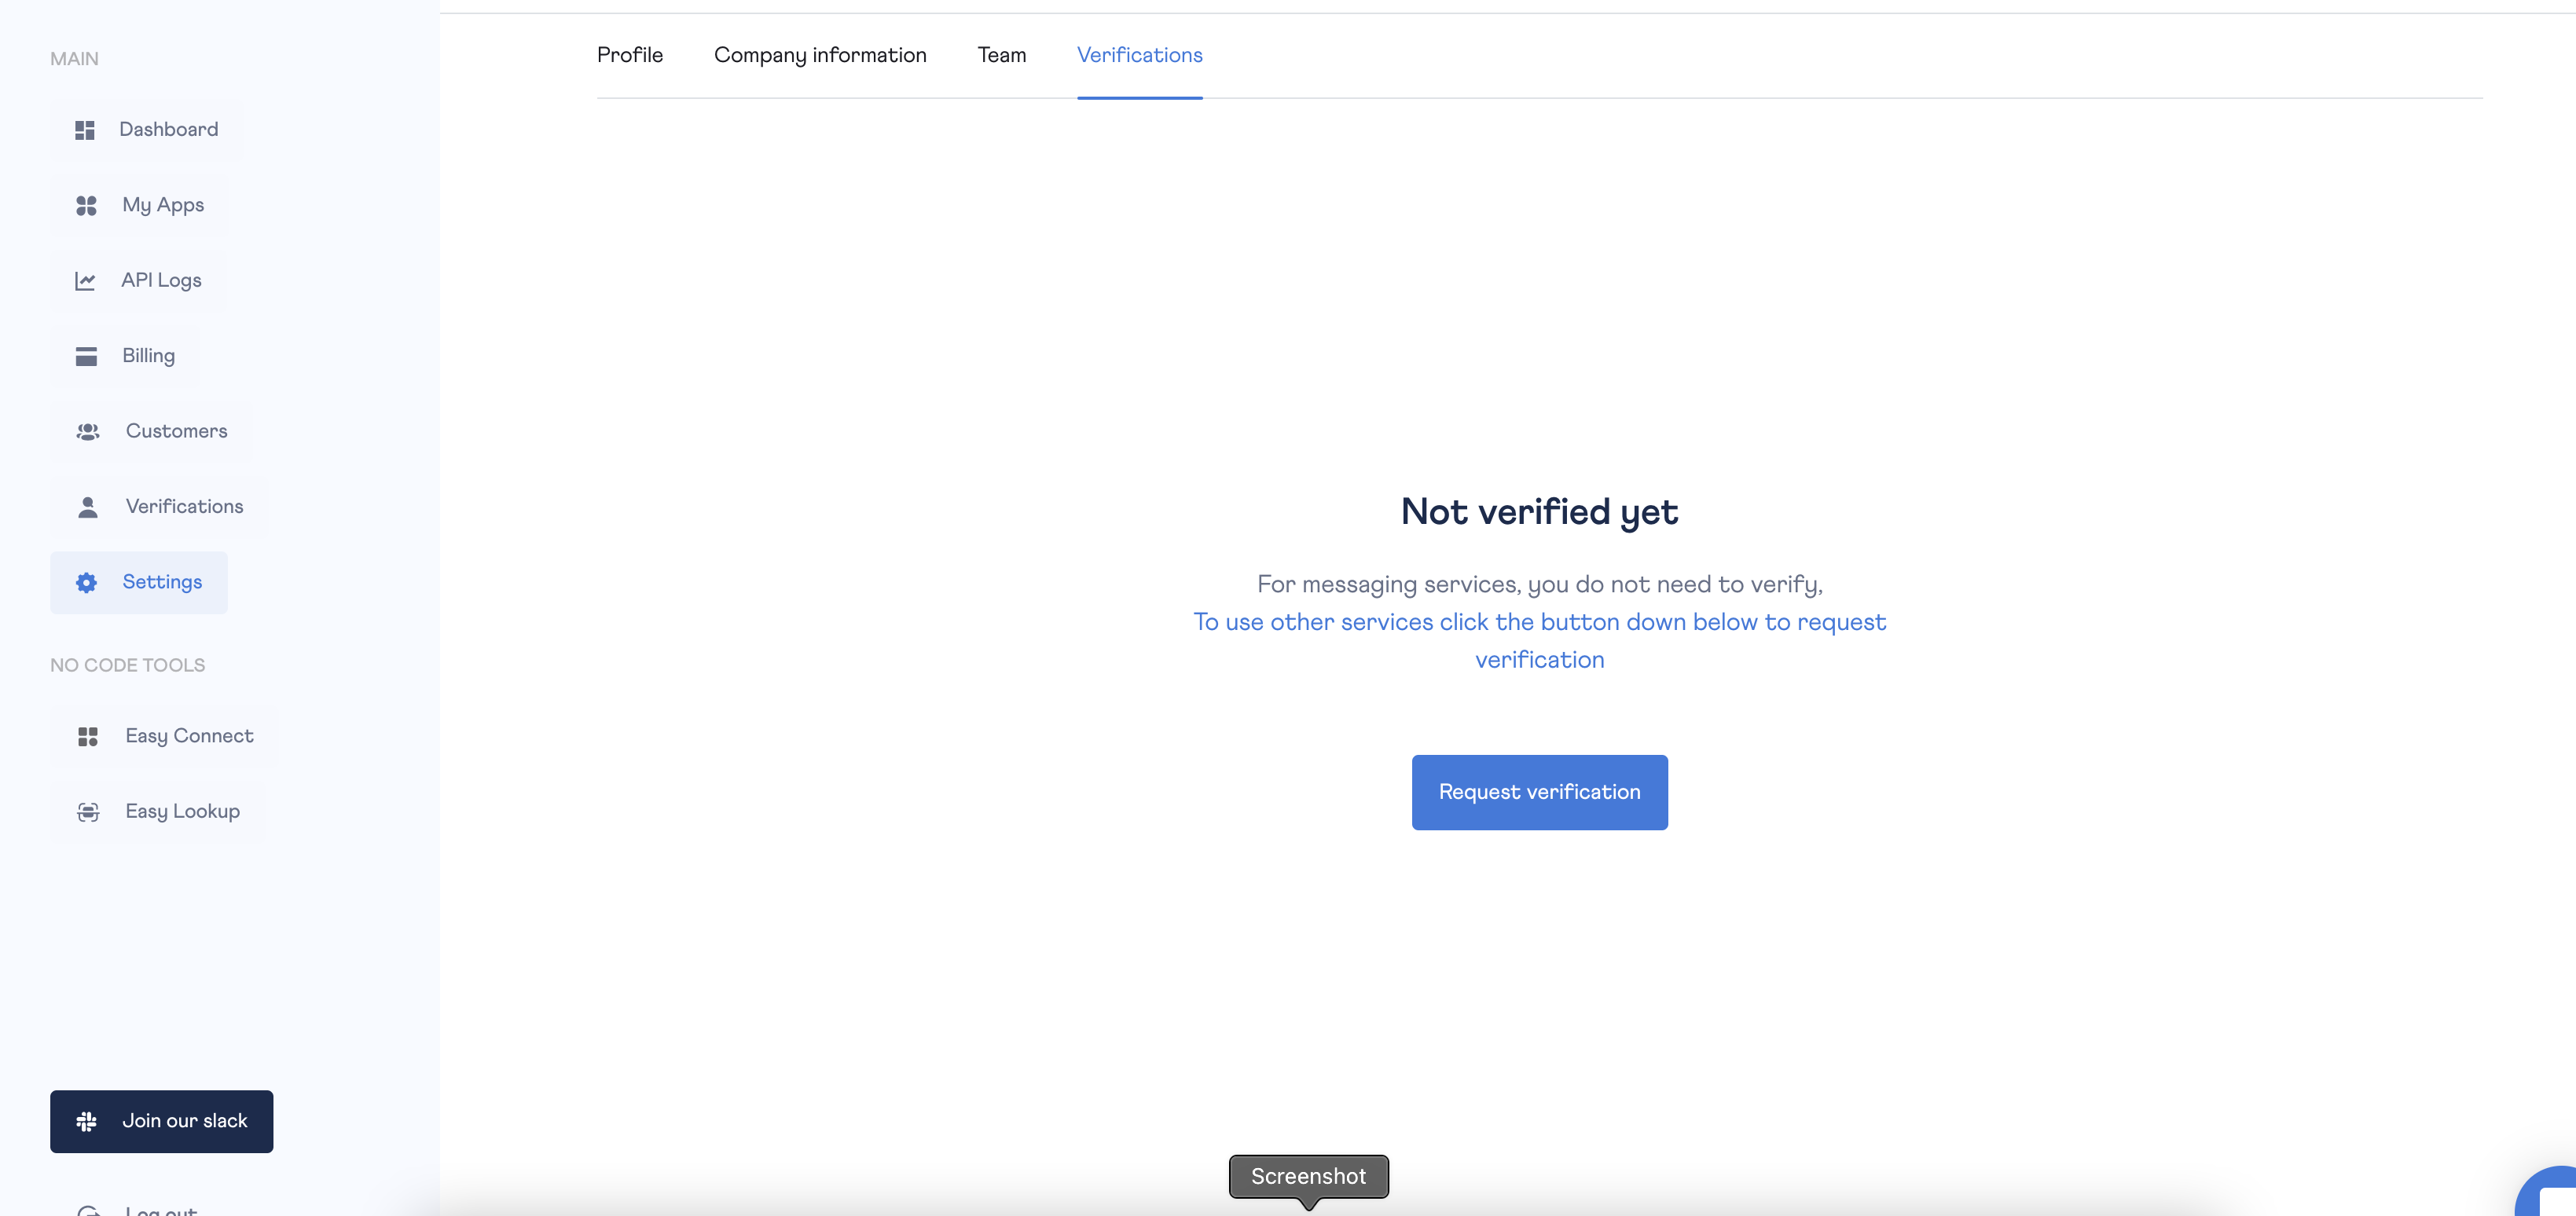 MAIN
Dashboard
My Apps
API Logs
Billing
Customers
Verifications
Settings
NO CODE TOOLS
Easy Connect
Easy Lookup
Join our slack
Log out
Profile
Company information
Team
Verifications
Not verified yet
For messaging services, you do not need to verify,
To use other services click the button down below to request
verification
Request verification
Screenshot